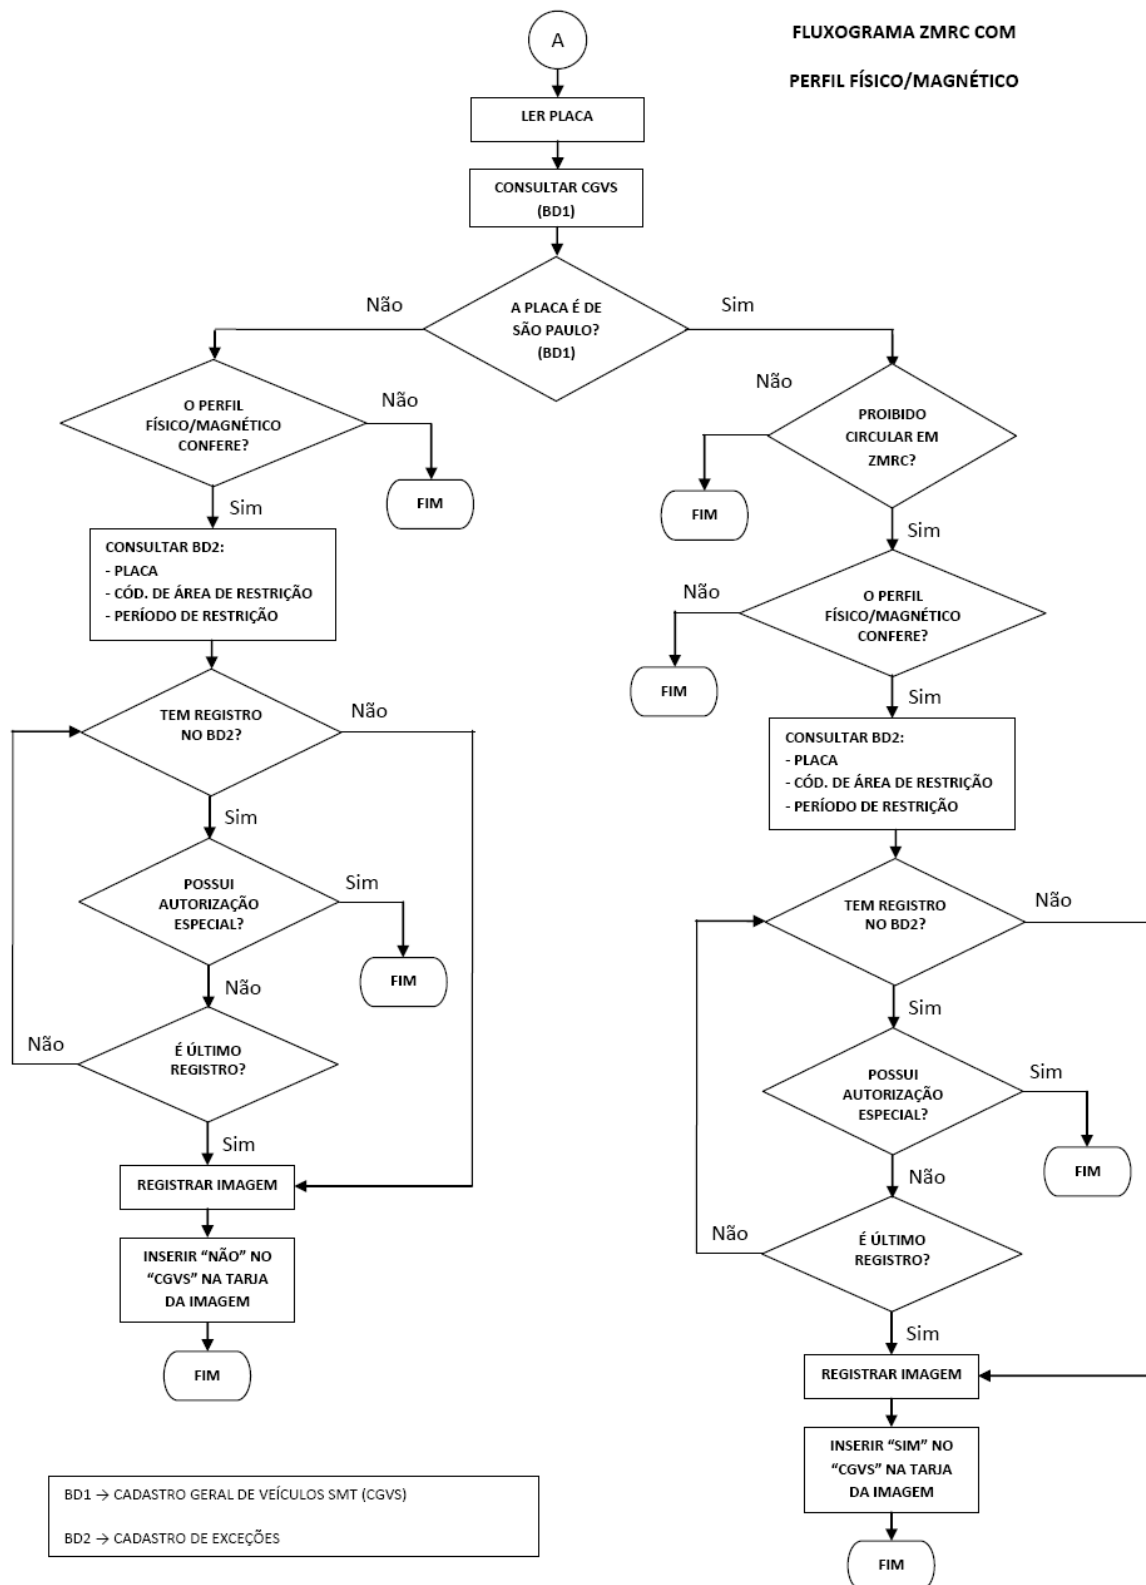 FLUXOGRAMA ZMRC COM
PERFIL FÍSICO/MAGNÉTICO
A
LER PLACA
CONSULTAR CGVS
(BD1)
A PLACA É DE
SÃO PAULO?
(BD1)
Não
Sim
O PERFIL
FÍSICO/MAGNÉTICO
CONFERE?
Não
FIM
Sim
CONSULTAR BD2:
- PLACA
- CÓD. DE ÁREA DE RESTRIÇÃO
- PERÍODO DE RESTRIÇÃO
TEM REGISTRO
NO BD2?
Não
Sim
POSSUI
AUTORIZAÇÃO
ESPECIAL?
Sim
FIM
Não
É ÚLTIMO
REGISTRO?
Não
Sim
REGISTRAR IMAGEM
INSERIR “NÃO” NO
“CGVS” NA TARJA
DA IMAGEM
FIM
PROIBIDO
CIRCULAR EM
ZMRC?
Não
FIM
Sim
O PERFIL
FÍSICO/MAGNÉTICO
CONFERE?
Não
FIM
Sim
CONSULTAR BD2:
- PLACA
- CÓD. DE ÁREA DE RESTRIÇÃO
- PERÍODO DE RESTRIÇÃO
TEM REGISTRO
NO BD2?
Não
Sim
POSSUI
AUTORIZAÇÃO
ESPECIAL?
Sim
FIM
Não
É ÚLTIMO
REGISTRO?
Não
Sim
REGISTRAR IMAGEM
INSERIR “SIM” NO
“CGVS” NA TARJA
DA IMAGEM
FIM
BD1 → CADASTRO GERAL DE VEÍCULOS SMT (CGVS)
BD2 → CADASTRO DE EXCEÇÕES